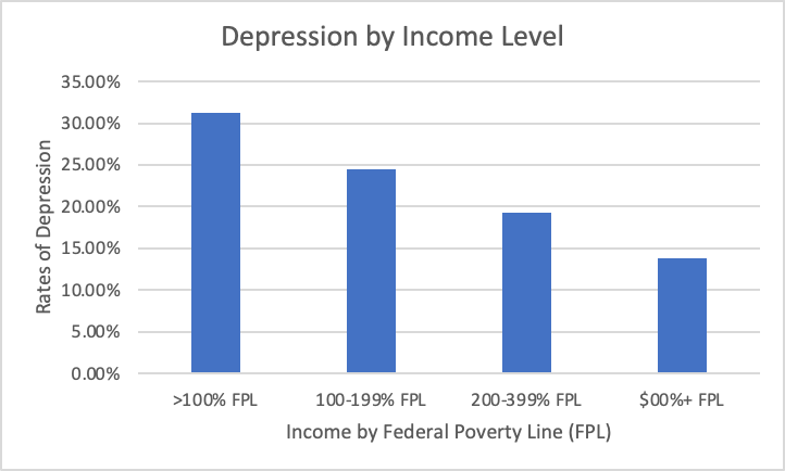 Depression by Income Level
35.00%
30.00%
25.00%
20.00%
15.00%
10.00%
5.00%
0.00%
Rates of Depression
>100% FPL 100-199% FPL 200-399% FPL $00%+ FPL
Income by Federal Poverty Line (FPL)